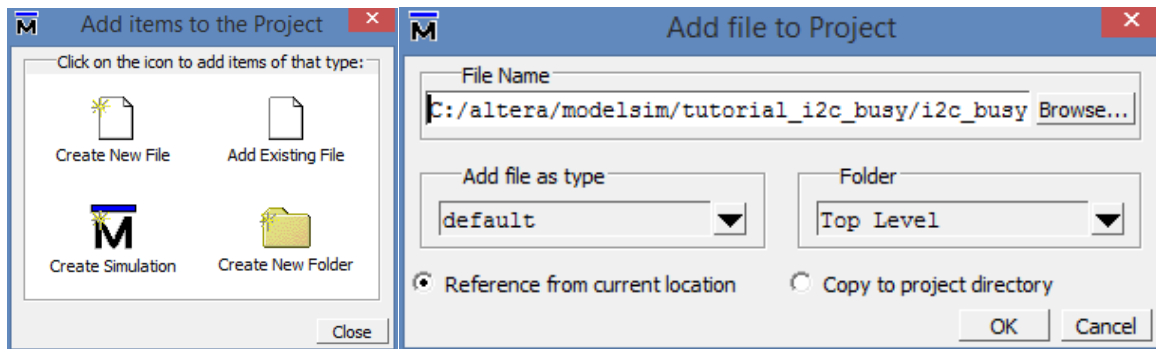 Add items to the Project
Click on the icon to add items of that type:
Create New File
Add Existing File
Create Simulation
Create New Folder
Close
Add file to Project
File Name
C:/altera/modelsim/tutorial_i2c_busy/i2c_busy
Browse...
Add file as type
Folder
default
Top Level
Reference from current location
Copy to project directory
OK
Cancel